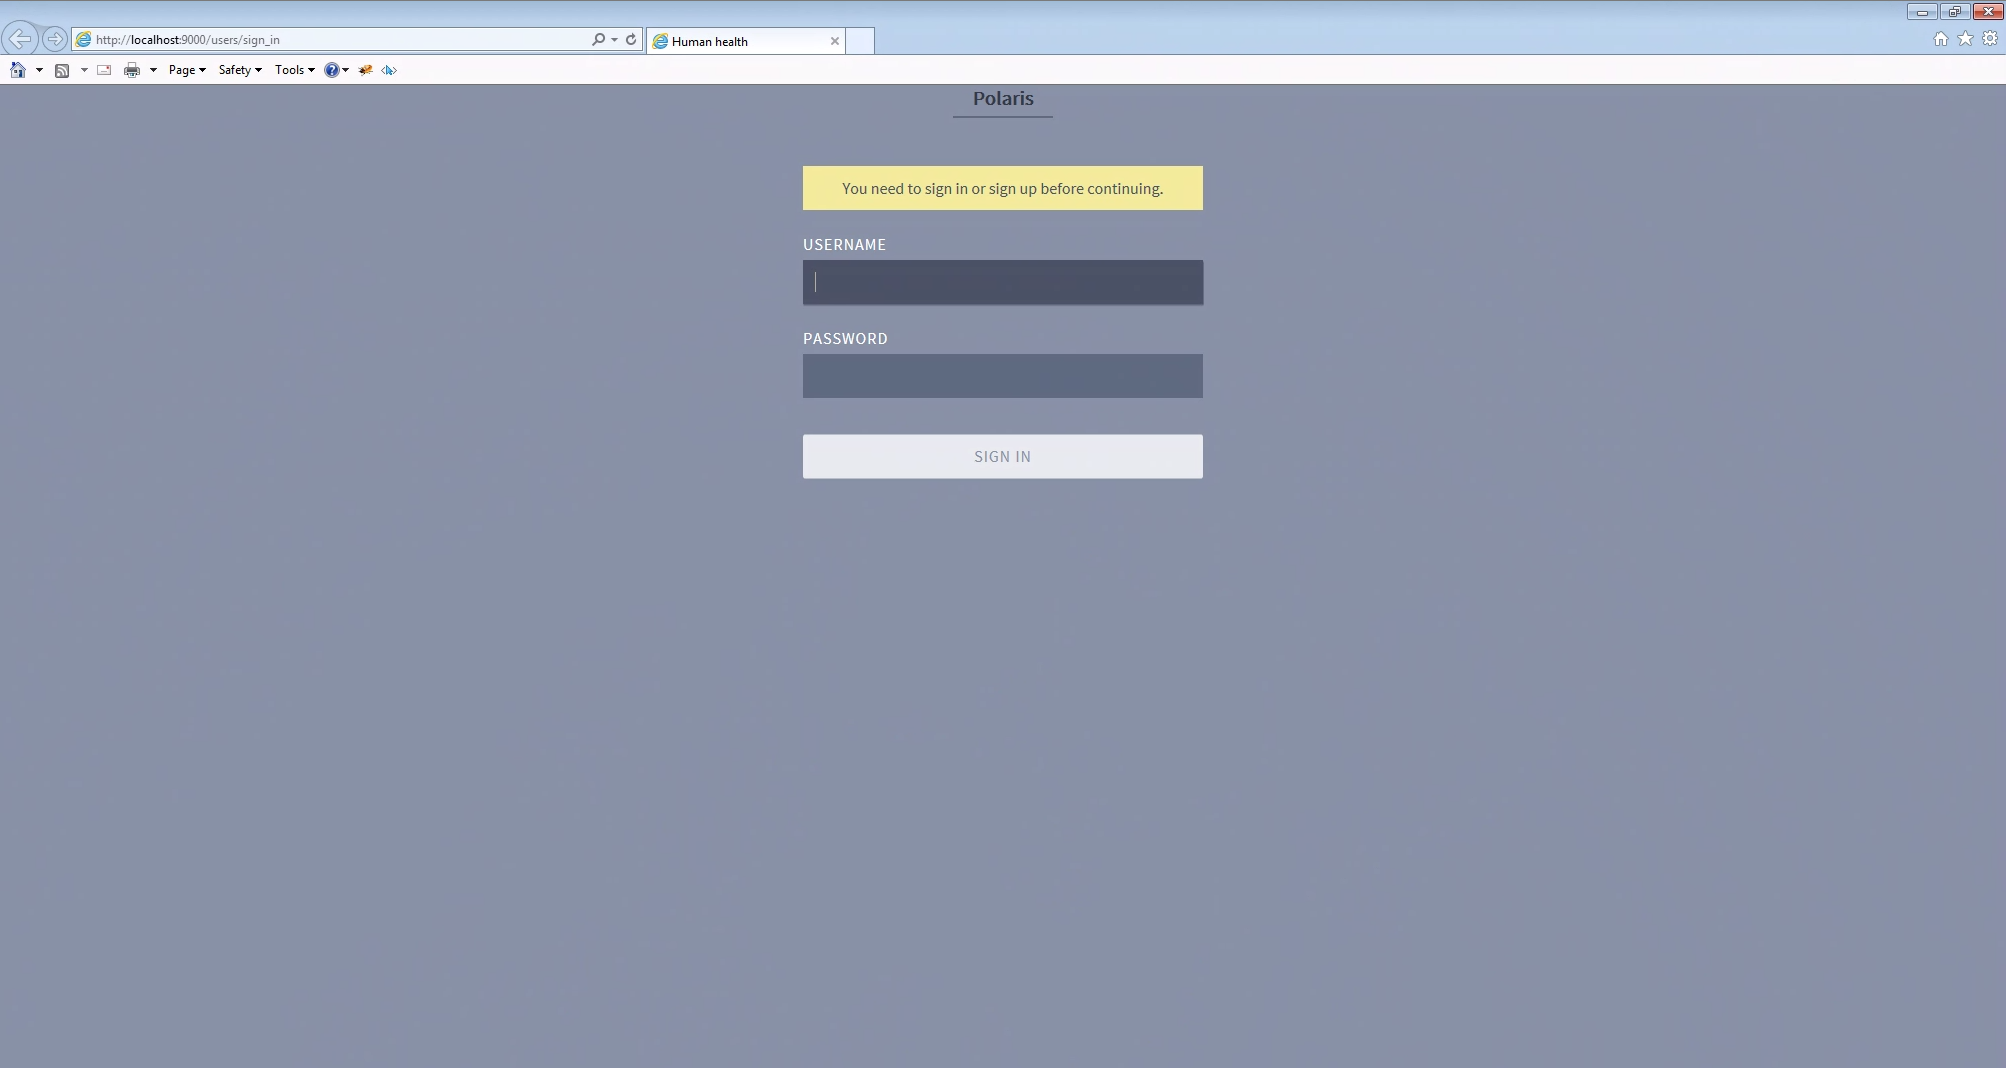 http://localhost:9000/users/sign_in
Human health
Page
Safety
Tools
Polaris
You need to sign in or sign up before continuing.
USERNAME
PASSWORD
SIGN IN